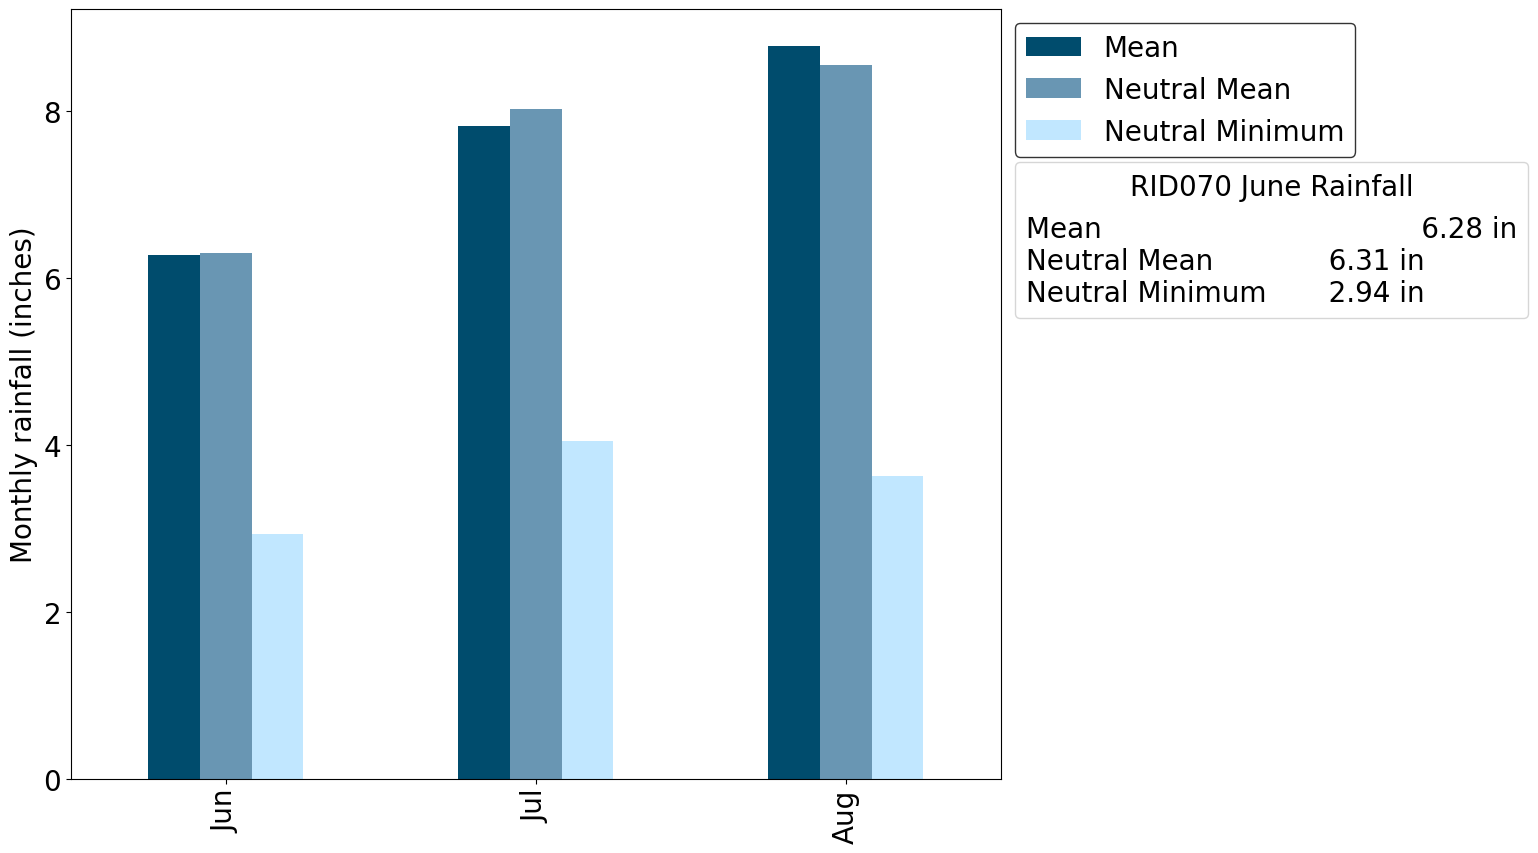 Monthly rainfall (inches)
8
6
4
2
0
Jun
Jul
Aug
Mean
Neutral Mean
Neutral Minimum
RID070 June Rainfall
Mean 6.28 in
Neutral Mean 6.31 in
Neutral Minimum 2.94 in